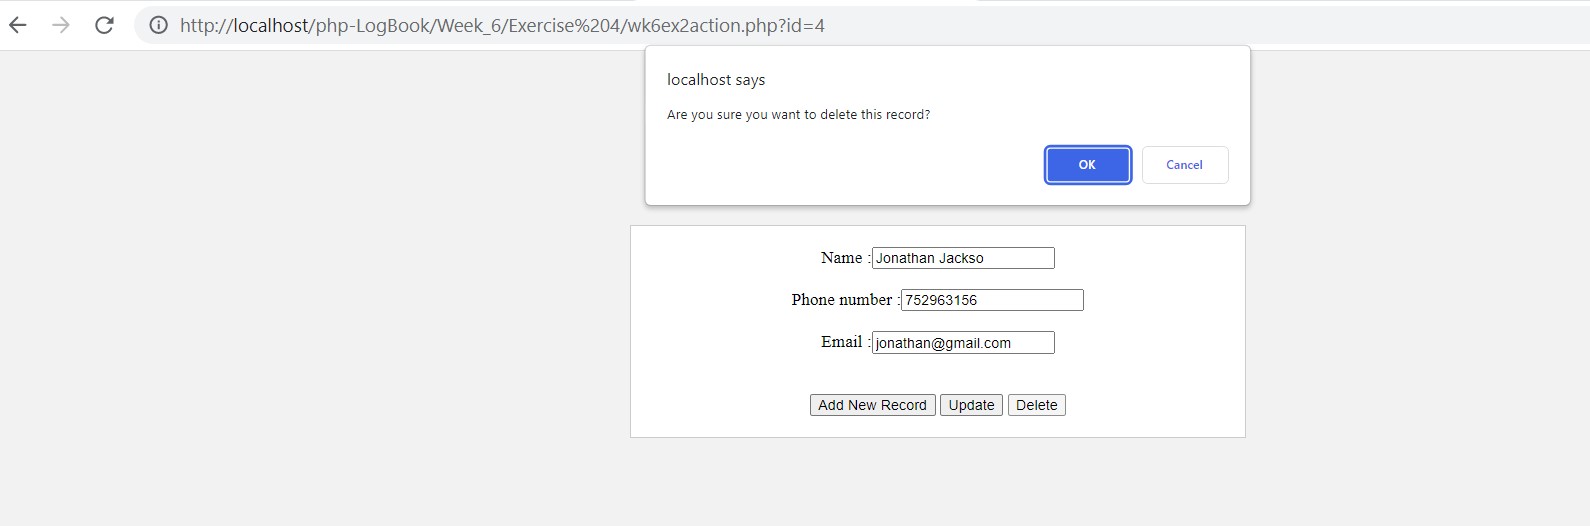 http://localhost/php-LogBook/Week_6/Exercise%204/wk6ex2action.php?id=4
localhost says
Are you sure you want to delete this record?
OK Cancel
Name : Jonathan Jackso
Phone number : 752963156
Email : jonathan@gmail.com
Add New Record Update Delete